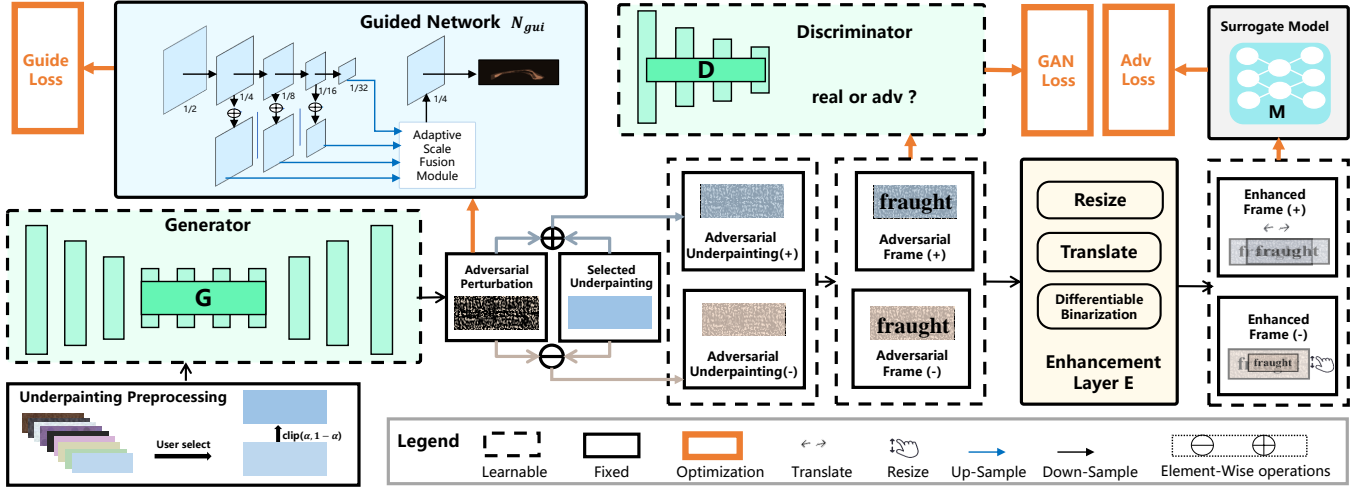 Guide
Loss
Guided Network N_gui
1/2
1/4
1/8
1/16
1/32
1/4
Adaptive
Scale
Fusion
Module
Discriminator
D
real or adv ?
GAN
Loss
Adv
Loss
Surrogate Model
M
Generator
G
Adversarial
Perturbation
Selected
Underpainting
Adversarial
Underpainting(+)
Adversarial
Underpainting(-)
fraught
Adversarial
Frame (+)
fraught
Adversarial
Frame (-)
Resize
Translate
Differentiable
Binarization
Enhancement
Layer E
Enhanced
Frame (+)
fraught
fraught
Enhanced
Frame (-)
fraught
fraught
Underpainting Preprocessing
User select
clip(α, 1 − α)
Legend
Learnable
Fixed
Optimization
Translate
Resize
Up-Sample
Down-Sample
Element-Wise operations